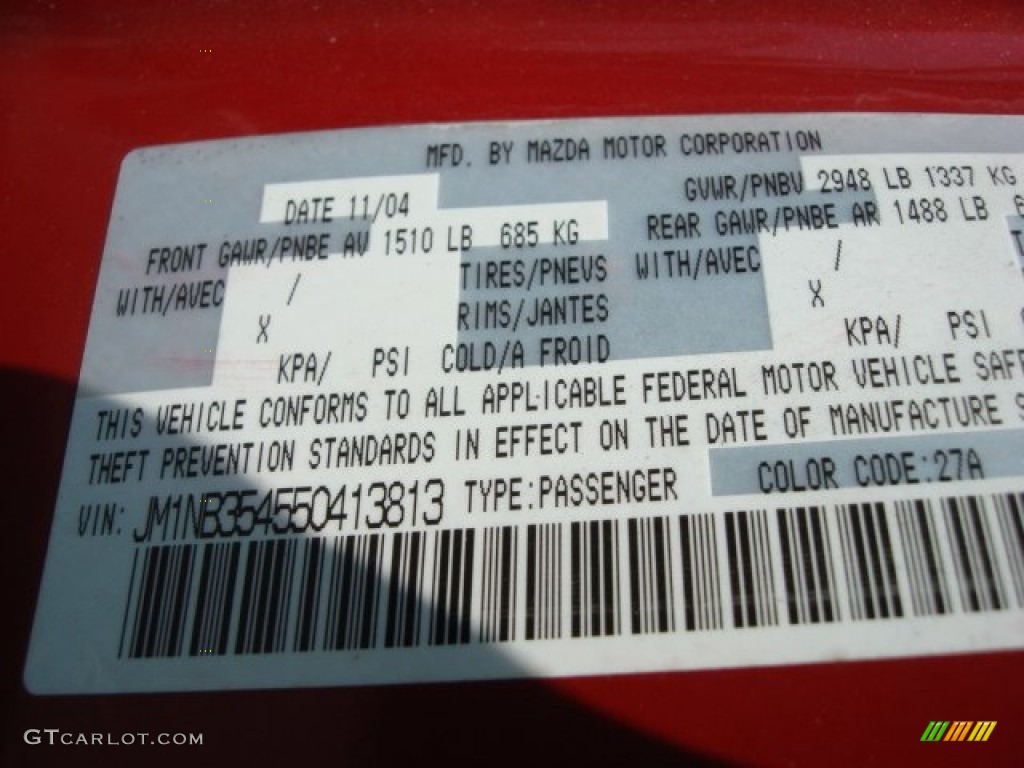 MFD. BY MAZDA MOTOR CORPORATION
DATE 11/04 GVWR/PNBV 2948 LB 1337 KG
FRONT GAWR/PNBE AV 1510 LB 685 KG REAR GAWR/PNBE AR 1488 LB
WITH/AVEC / TIRES/PNEUS WITH/AVEC /
X RIMS/JANTES X
KPA/ PSI COLD/A FROID KPA/ PSI
THIS VEHICLE CONFORMS TO ALL APPLICABLE FEDERAL MOTOR VEHICLE SAFE
THEFT PREVENTION STANDARDS IN EFFECT ON THE DATE OF MANUFACTURE S
VIN: JM1NB354550413813 TYPE:PASSENGER COLOR CODE:27A
GTCARLOT.COM